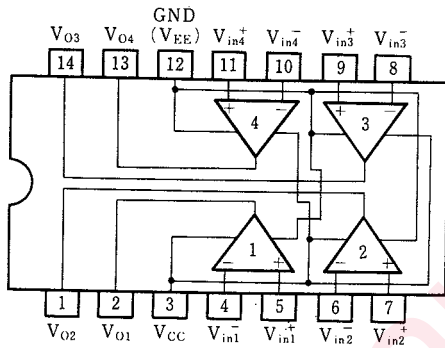 GND
V_O3 V_O4 (V_EE) V_in4^+ V_in4^- V_in3^+ V_in3^-
14 13 12 11 10 9 8
+ − + −
4 3
1 2
− + − +
1 2 3 4 5 6 7
V_O2 V_O1 V_CC V_in1^- V_in1^+ V_in2^- V_in2^+